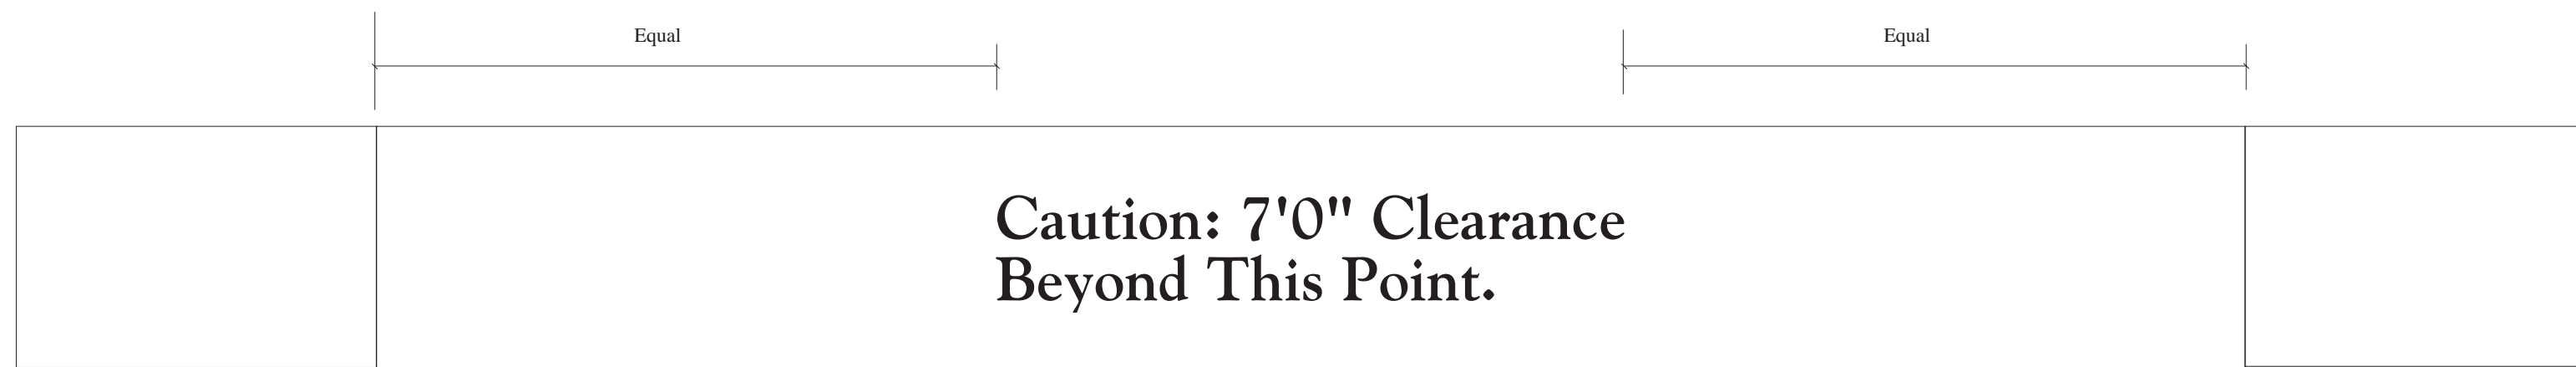 Equal
Equal
Caution: 7'0" Clearance
Beyond This Point.